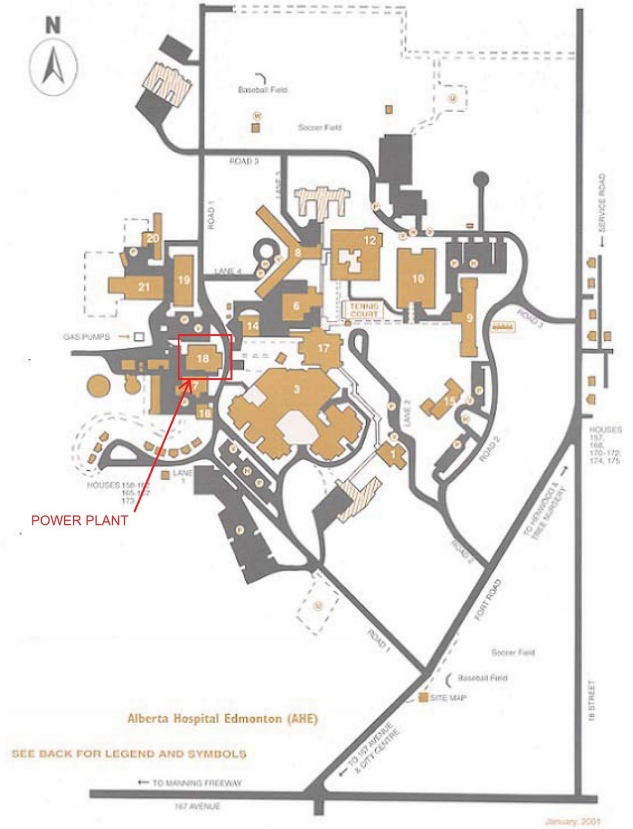 N
Baseball Field
W
U
Soccer Field
ROAD 3
LANE 3
ROAD 1
SERVICE ROAD
20
P
12
8
LANE 4
21
19
10
6
TENNIS
COURT
9
14
ROAD 3
GAS PUMPS
17
18
3
15
LANE 2
16
1
ROAD 2
HOUSES
157,
168,
170-172,
174, 175
LANE
HOUSES 158-162
165-167
173
POWER PLANT
TO HENWOOD &
TREE NURSERY
ROAD 2
FORT ROAD
U
ROAD 1
Soccer Field
Baseball Field
SITE MAP
18 STREET
Alberta Hospital Edmonton (AHE)
SEE BACK FOR LEGEND AND SYMBOLS
TO 167 AVENUE
& CITY CENTRE
TO MANNING FREEWAY
167 AVENUE
January, 2001